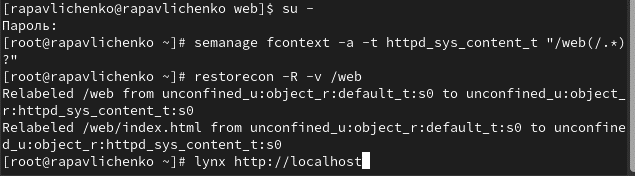 [rapavlichenko@rapavlichenko web]$ su -
Пароль:
[root@rapavlichenko ~]# semanage fcontext -a -t httpd_sys_content_t "/web(/.*)
?"
[root@rapavlichenko ~]# restorecon -R -v /web
Relabeled /web from unconfined_u:object_r:default_t:s0 to unconfined_u:object_
r:httpd_sys_content_t:s0
Relabeled /web/index.html from unconfined_u:object_r:default_t:s0 to unconfine
d_u:object_r:httpd_sys_content_t:s0
[root@rapavlichenko ~]# lynx http://localhost